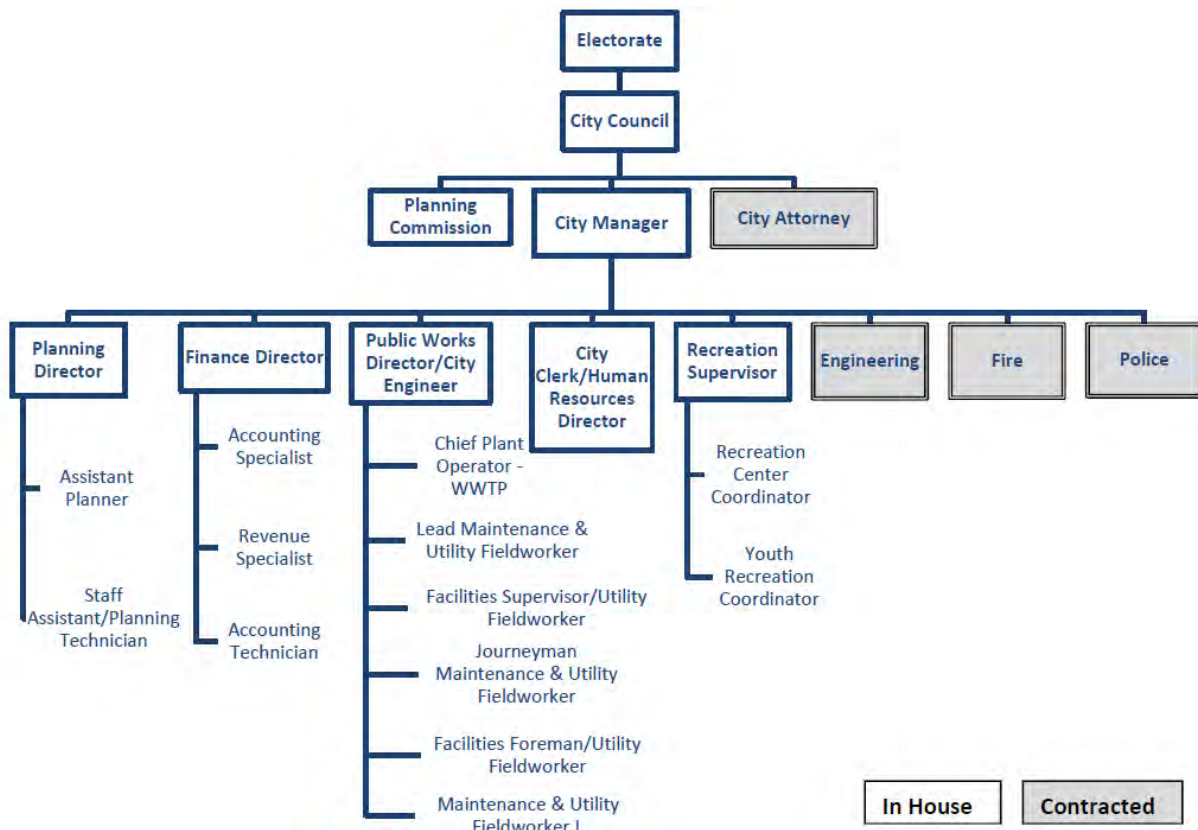 Electorate
City Council
Planning
Commission
City Manager
City Attorney
Planning
Director
Finance Director
Public Works
Director/City
Engineer
City
Clerk/Human
Resources
Director
Recreation
Supervisor
Engineering
Fire
Police
Assistant
Planner
Staff
Assistant/Planning
Technician
Accounting
Specialist
Revenue
Specialist
Accounting
Technician
Chief Plant
Operator -
WWTP
Lead Maintenance &
Utility Fieldworker
Facilities Supervisor/Utility
Fieldworker
Journeyman
Maintenance & Utility
Fieldworker
Facilities Foreman/Utility
Fieldworker
Maintenance & Utility
Fieldworker I
Recreation
Center
Coordinator
Youth
Recreation
Coordinator
In House
Contracted